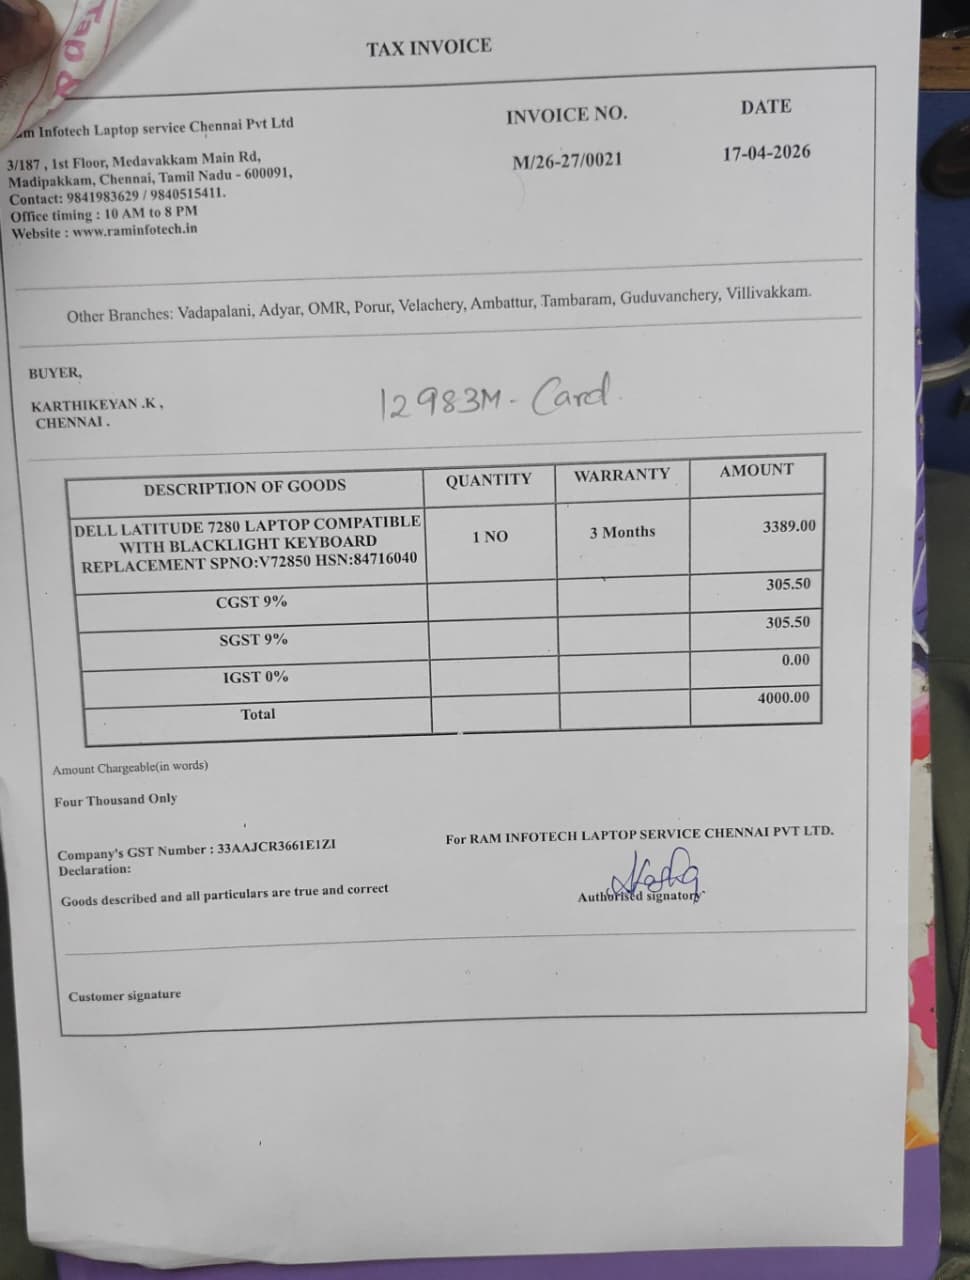 TAX INVOICE
am Infotech Laptop service Chennai Pvt Ltd
3/187 , 1st Floor, Medavakkam Main Rd,
Madipakkam, Chennai, Tamil Nadu - 600091,
Contact: 9841983629 / 9840515411.
Office timing : 10 AM to 8 PM
Website : www.raminfotech.in
INVOICE NO.
M/26-27/0021
DATE
17-04-2026
Other Branches: Vadapalani, Adyar, OMR, Porur, Velachery, Ambattur, Tambaram, Guduvanchery, Villivakkam.
BUYER,
KARTHIKEYAN .K ,
CHENNAI .
12983M - Card.
DESCRIPTION OF GOODS QUANTITY WARRANTY AMOUNT
DELL LATITUDE 7280 LAPTOP COMPATIBLE
WITH BLACKLIGHT KEYBOARD
REPLACEMENT SPNO:V72850 HSN:84716040
1 NO 3 Months 3389.00
CGST 9% 305.50
SGST 9% 305.50
IGST 0% 0.00
Total 4000.00
Amount Chargeable(in words)
Four Thousand Only
Company's GST Number : 33AAJCR3661E1ZI
Declaration:
Goods described and all particulars are true and correct
For RAM INFOTECH LAPTOP SERVICE CHENNAI PVT LTD.
Authorised signatory
Customer signature